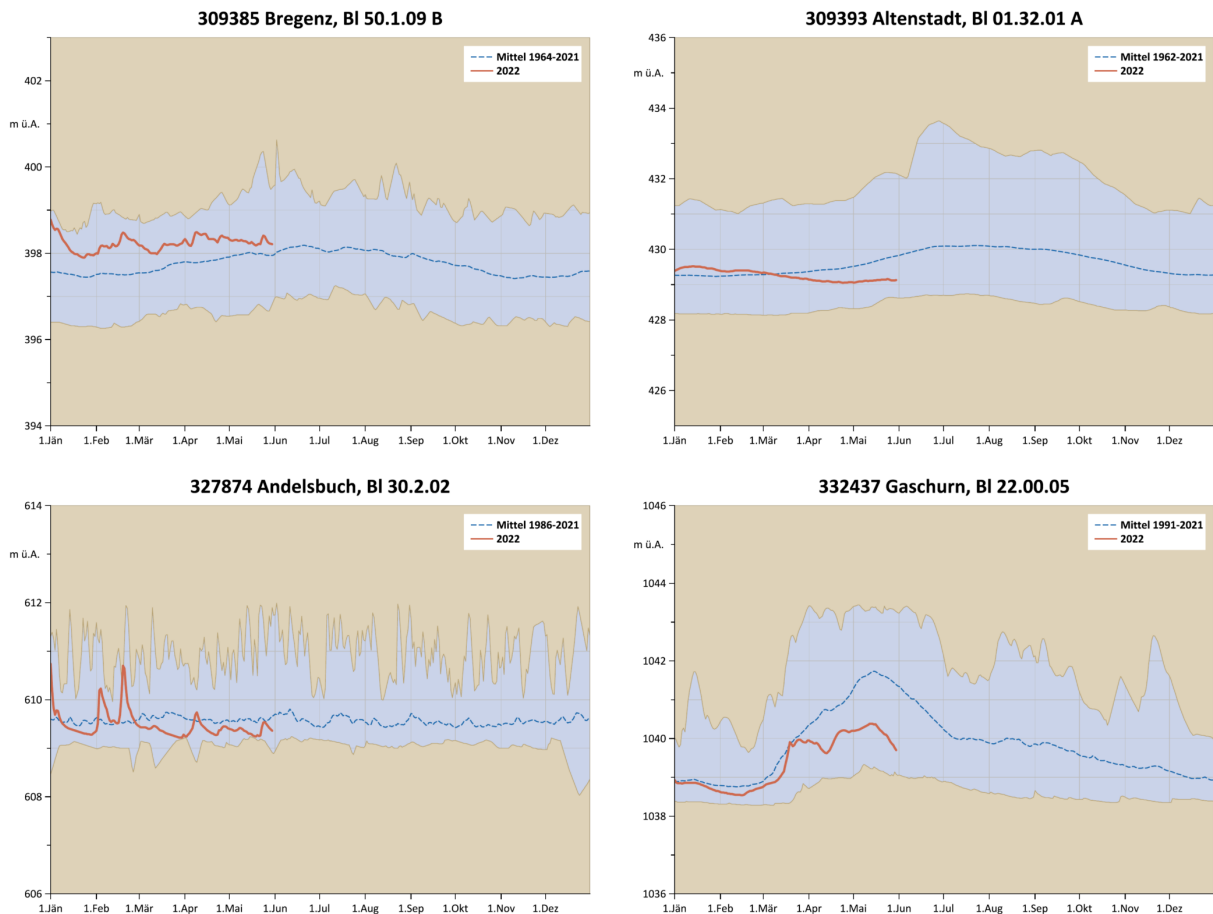 309385 Bregenz, Bl 50.1.09 B
Mittel 1964-2021
2022
402
m ü.A.
400
398
396
394
1.Jän 1.Feb 1.Mär 1.Apr 1.Mai 1.Jun 1.Jul 1.Aug 1.Sep 1.Okt 1.Nov 1.Dez
309393 Altenstadt, Bl 01.32.01 A
436
Mittel 1962-2021
2022
m ü.A.
434
432
430
428
426
1.Jän 1.Feb 1.Mär 1.Apr 1.Mai 1.Jun 1.Jul 1.Aug 1.Sep 1.Okt 1.Nov 1.Dez
327874 Andelsbuch, Bl 30.2.02
614
Mittel 1986-2021
2022
m ü.A.
612
610
608
606
1.Jän 1.Feb 1.Mär 1.Apr 1.Mai 1.Jun 1.Jul 1.Aug 1.Sep 1.Okt 1.Nov 1.Dez
332437 Gaschurn, Bl 22.00.05
1046
Mittel 1991-2021
2022
m ü.A.
1044
1042
1040
1038
1036
1.Jän 1.Feb 1.Mär 1.Apr 1.Mai 1.Jun 1.Jul 1.Aug 1.Sep 1.Okt 1.Nov 1.Dez